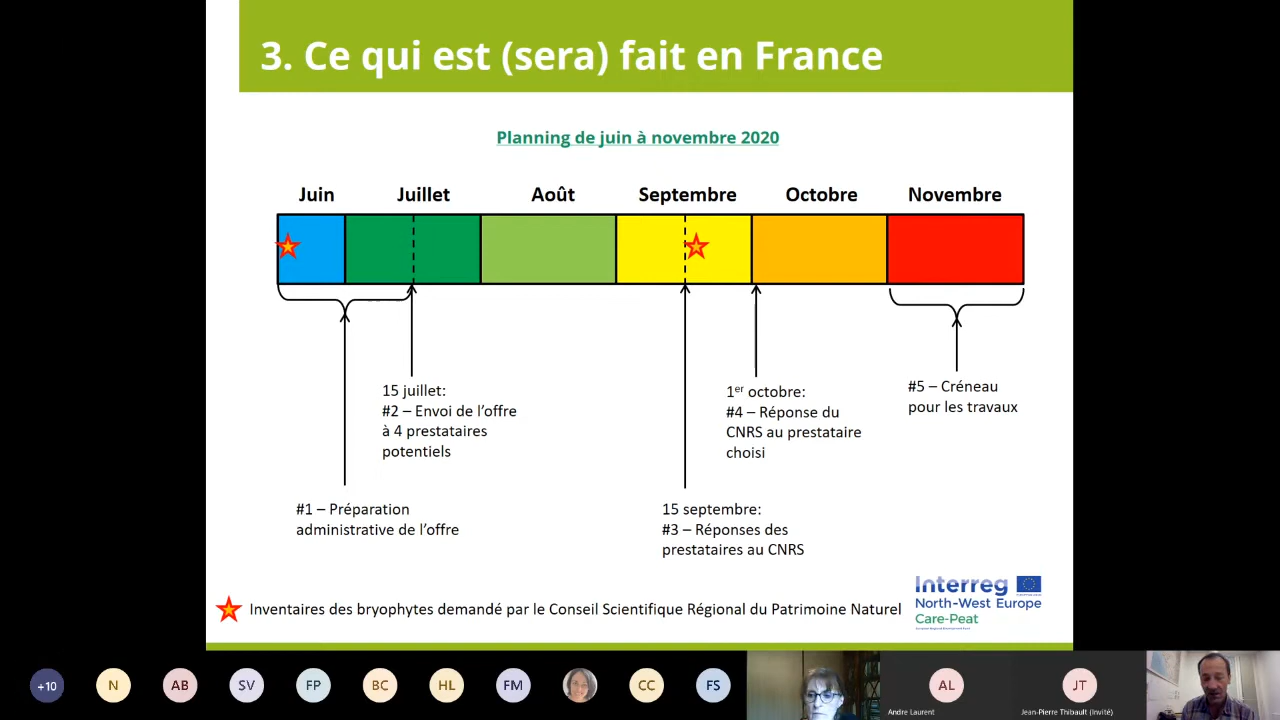 3. Ce qui est (sera) fait en France
Planning de juin à novembre 2020
Juin Juillet Août Septembre Octobre Novembre
15 juillet:
#2 – Envoi de l’offre
à 4 prestataires
potentiels
1er octobre:
#4 – Réponse du
CNRS au prestataire
choisi
#5 – Créneau
pour les travaux
#1 – Préparation
administrative de l’offre
15 septembre:
#3 – Réponses des
prestataires au CNRS
Inventaires des bryophytes demandé par le Conseil Scientifique Régional du Patrimoine Naturel
Interreg
North-West Europe
Care-Peat
European Regional Development Fund
+10 N AB SV FP BC HL FM CC FS AL JT
Andre Laurent
Jean-Pierre Thibault (Invité)